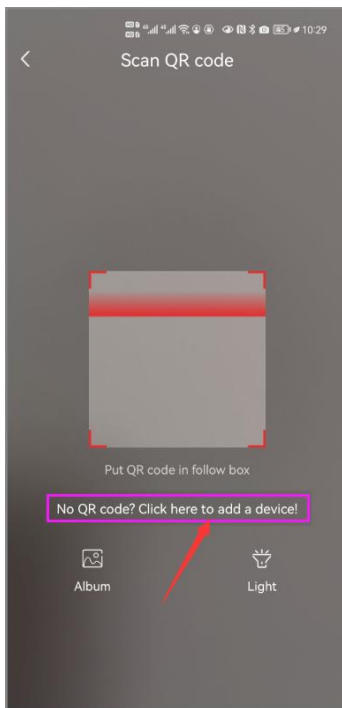 10:29
Scan QR code
Put QR code in follow box
No QR code? Click here to add a device!
Album
Light